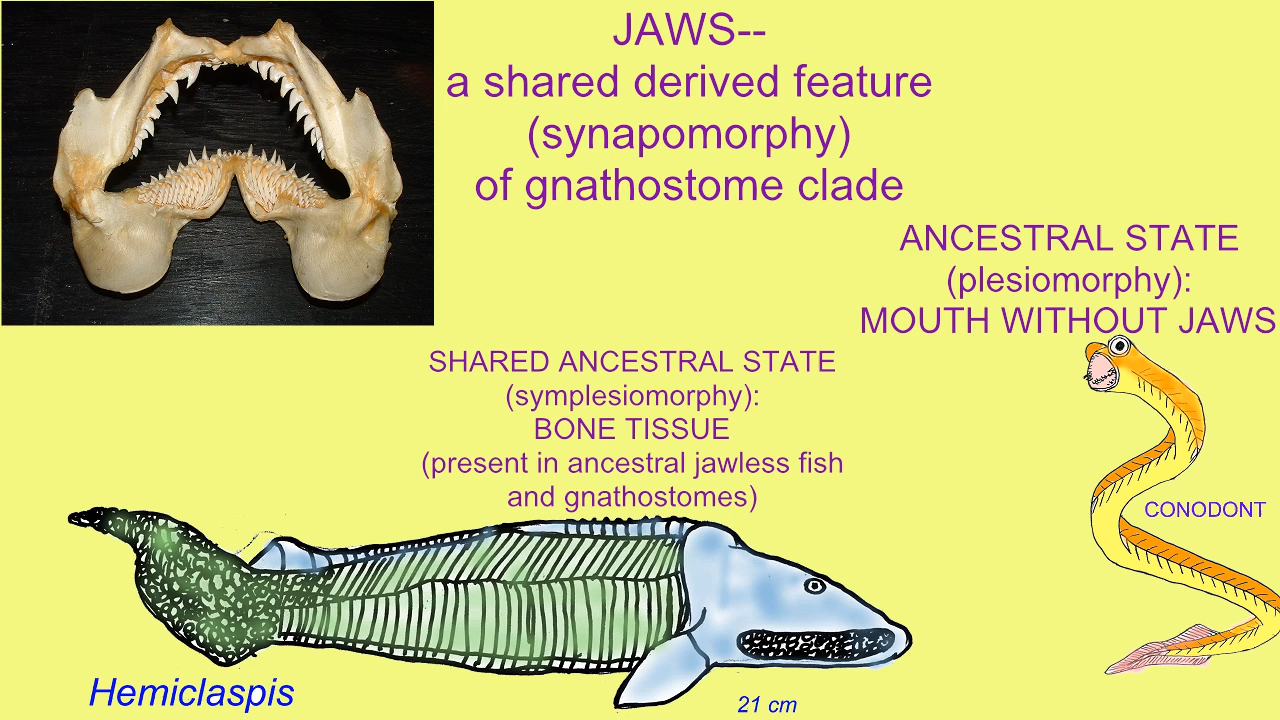 JAWS--
a shared derived feature
(synapomorphy)
of gnathostome clade
ANCESTRAL STATE
(plesiomorphy):
MOUTH WITHOUT JAWS
SHARED ANCESTRAL STATE
(symplesiomorphy):
BONE TISSUE
(present in ancestral jawless fish
and gnathostomes)
CONODONT
Hemiclaspis
21 cm